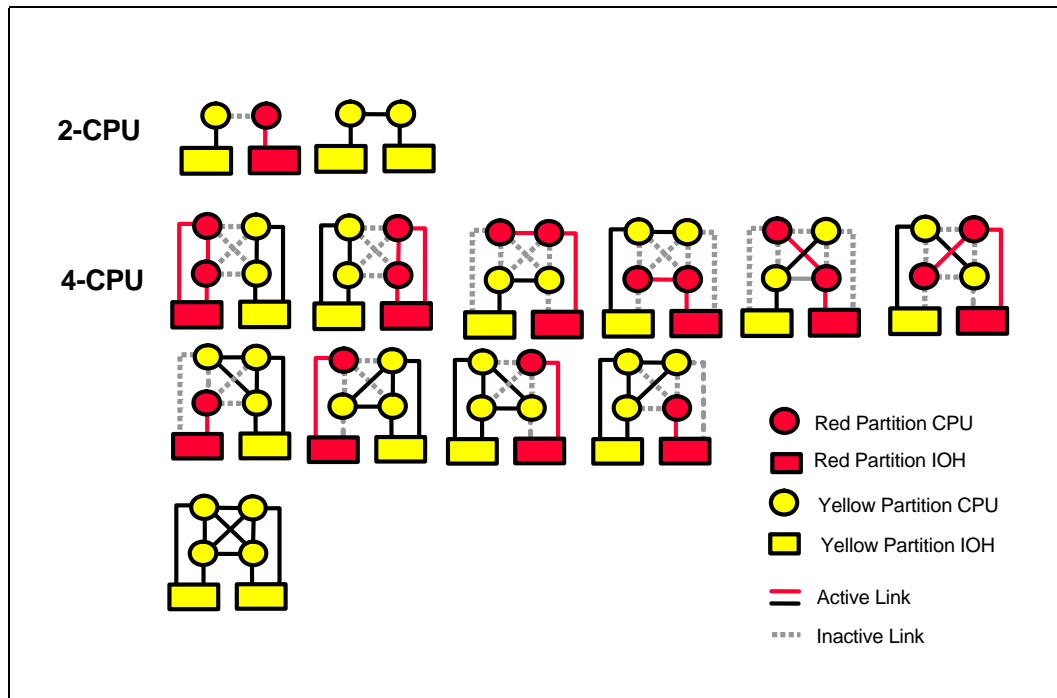 2-CPU
4-CPU
Red Partition CPU
Red Partition IOH
Yellow Partition CPU
Yellow Partition IOH
Active Link
Inactive Link